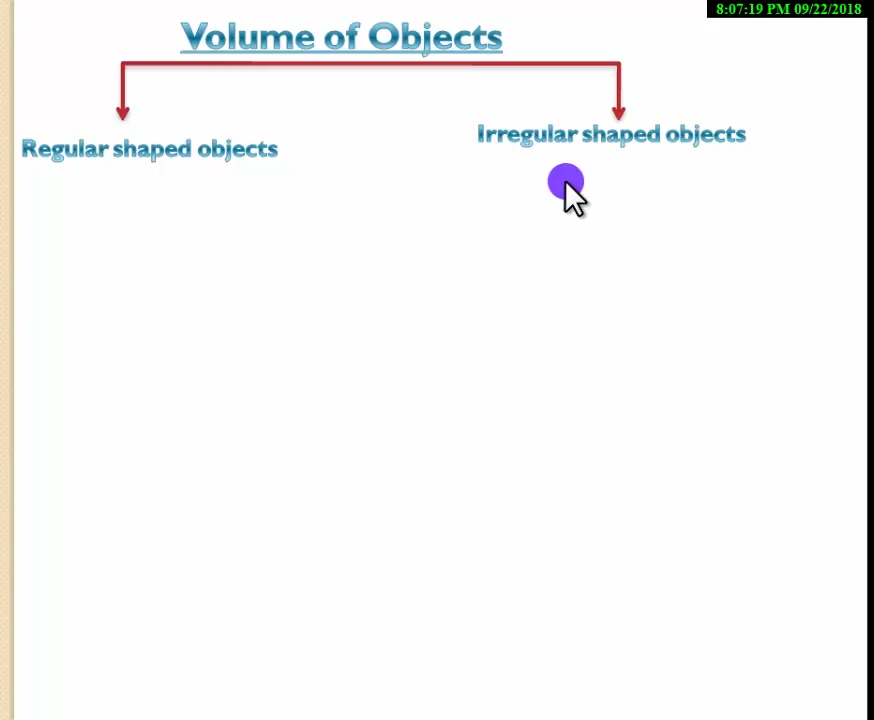 8:07:19 PM 09/22/2018
Volume of Objects
Regular shaped objects
Irregular shaped objects